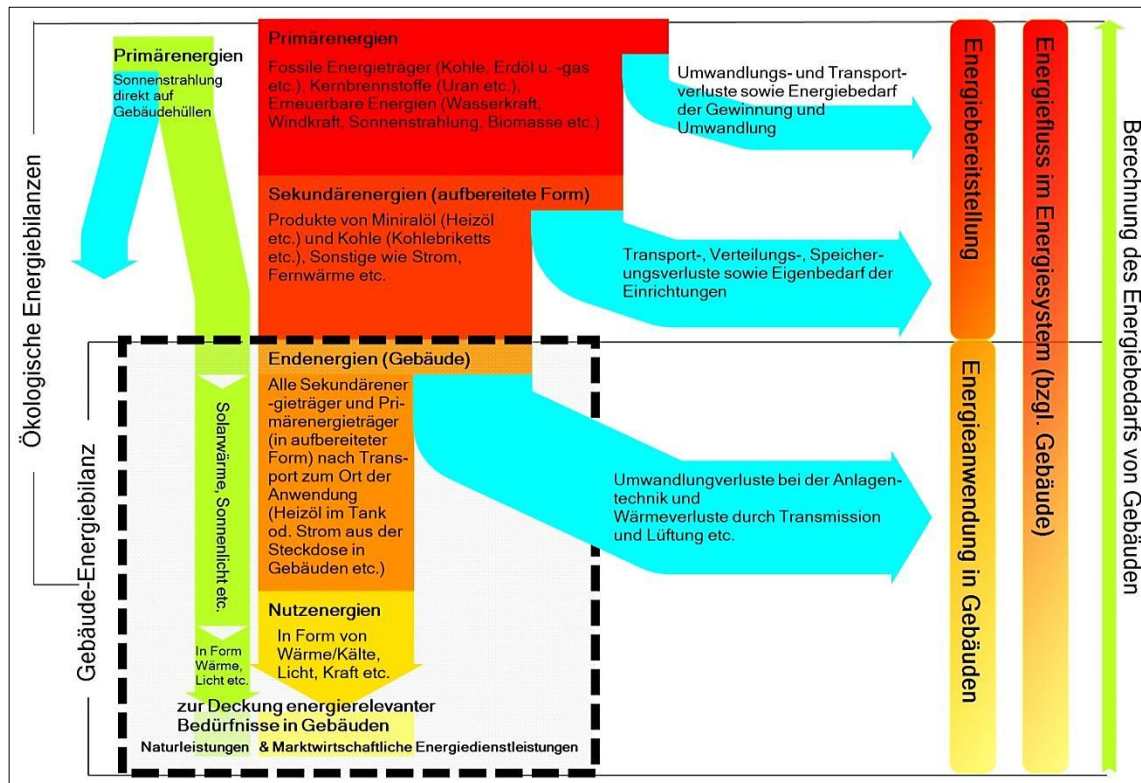 Ökologische Energiebilanzen
Gebäude-Energiebilanz
Primärenergien
Sonnenstrahlung
direkt auf
Gebäudehüllen
Solarwärme, Sonnenlicht etc.
In Form
Wärme,
Licht etc.
Primärenergien
Fossile Energieträger (Kohle, Erdöl u. -gas
etc.), Kernbrennstoffe (Uran etc.),
Erneuerbare Energien (Wasserkraft,
Windkraft, Sonnenstrahlung, Biomasse etc.)
Sekundärenergien (aufbereitete Form)
Produkte von Miniralöl (Heizöl
etc.) und Kohle (Kohlebriketts
etc.), Sonstige wie Strom,
Fernwärme etc.
Endenergien (Gebäude)
Alle Sekundärener
-gieträger und Pri-
märenergieträger
(in aufbereiteter
Form) nach Trans-
port zum Ort der
Anwendung
(Heizöl im Tank
od. Strom aus der
Steckdose in
Gebäuden etc.)
Nutzenergien
In Form von
Wärme/Kälte,
Licht, Kraft etc.
zur Deckung energierelevanter
Bedürfnisse in Gebäuden
Naturleistungen & Marktwirtschaftliche Energiedienstleistungen
Umwandlungs- und Transport-
verluste sowie Energiebedarf
der Gewinnung und
Umwandlung
Transport-, Verteilungs-, Speicher-
ungsverluste sowie Eigenbedarf der
Einrichtungen
Umwandlungverluste bei der Anlagen-
technik und
Wärmeverluste durch Transmission
und Lüftung etc.
Energiebereitstellung
Energieanwendung in Gebäuden
Energiefluss im Energiesystem (bzgl. Gebäude)
Berechnung des Energiebedarfs von Gebäuden